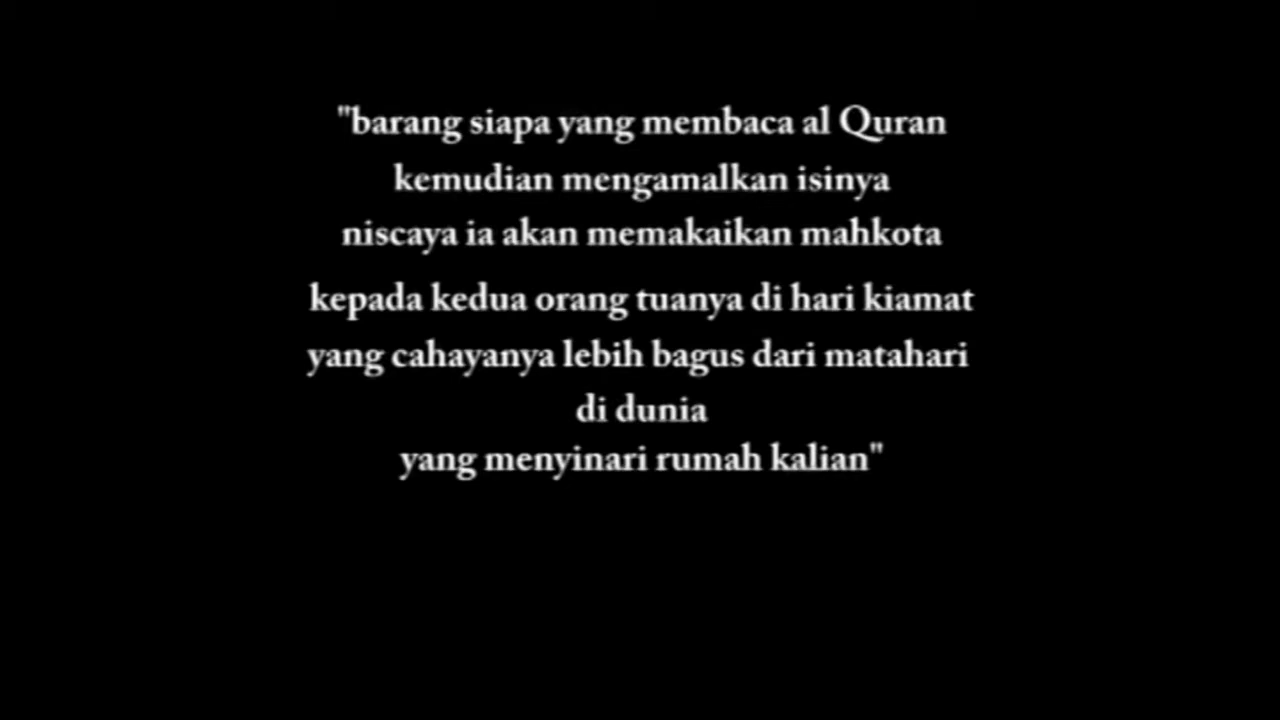 "barang siapa yang membaca al Quran
kemudian mengamalkan isinya
niscaya ia akan memakaikan mahkota
kepada kedua orang tuanya di hari kiamat
yang cahayanya lebih bagus dari matahari
di dunia
yang menyinari rumah kalian"